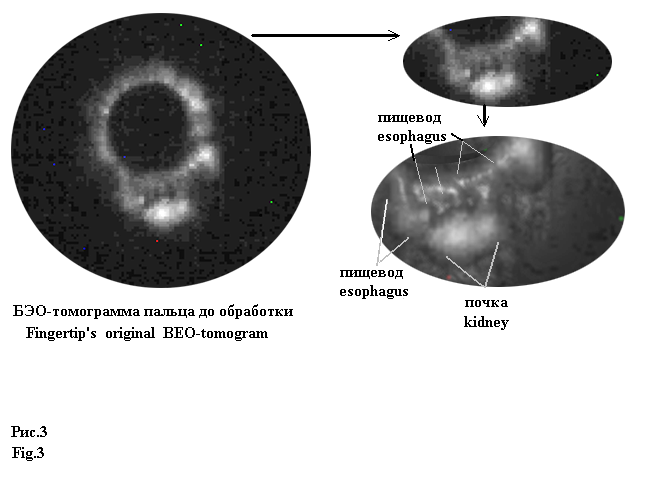 пищевод
esophagus
пищевод
esophagus
почка
kidney
БЭО-томограмма пальца до обработки
Fingertip's original BEO-tomogram
Рис.3
Fig.3